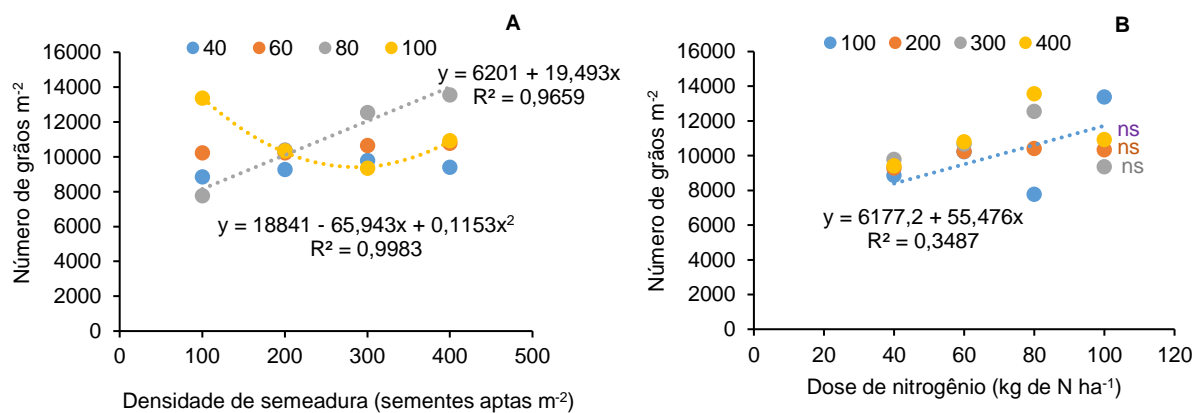 A
40 60 80 100
16000
14000
12000
10000
8000
6000
4000
2000
0
Número de grãos m-2
y = 6201 + 19,493x
R² = 0,9659
y = 18841 - 65,943x + 0,1153x²
R² = 0,9983
0 100 200 300 400 500
Densidade de semeadura (sementes aptas m-2)
B
100 200 300 400
16000
14000
12000
10000
8000
6000
4000
2000
0
Número de grãos m-2
ns
ns
ns
y = 6177,2 + 55,476x
R² = 0,3487
0 20 40 60 80 100 120
Dose de nitrogênio (kg de N ha-1)